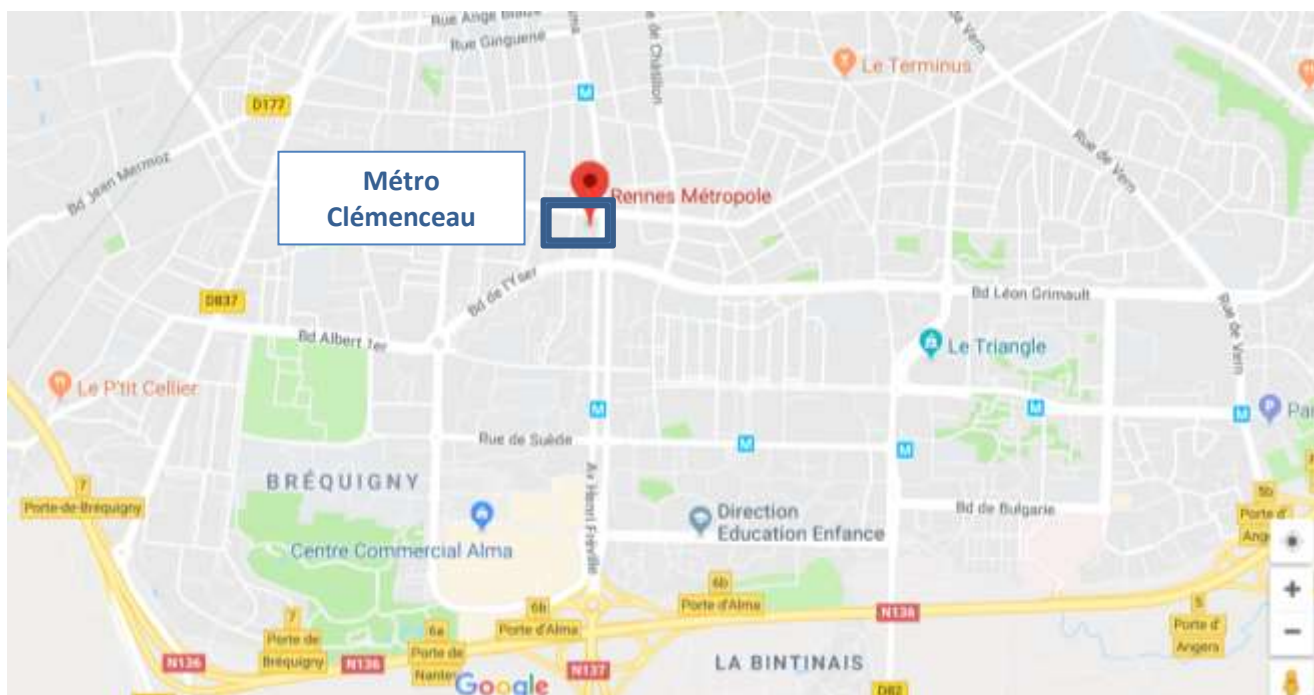 Rue Ange Blaize
Rue Ginguené
de Châtillon
de Vern
Le Terminus
D177
M
Bd Jean Mermoz
Métro
Clémenceau
Rennes Métropole
Rue de Vern
D837
Bd de l'Yser
Bd Léon Grimault
Bd Albert 1er
Le Triangle
Rue de Vern
Le P'tit Cellier
M
M
M
P
Rue de Suède
M
M
BRÉQUIGNY
7
Porte-de-Bréquigny
Av Henri Fréville
Direction
Education Enfance
Bd de Bulgarie
5b
Porte d'
Centre Commercial Alma
6b
Porte d'Alma
6b
Porte d'Alma
N136
5
Porte d'
Angers
7
Porte de
Bréquigny
6a
Porte de
N136
N136
N137
LA BINTINAIS
Google
D82